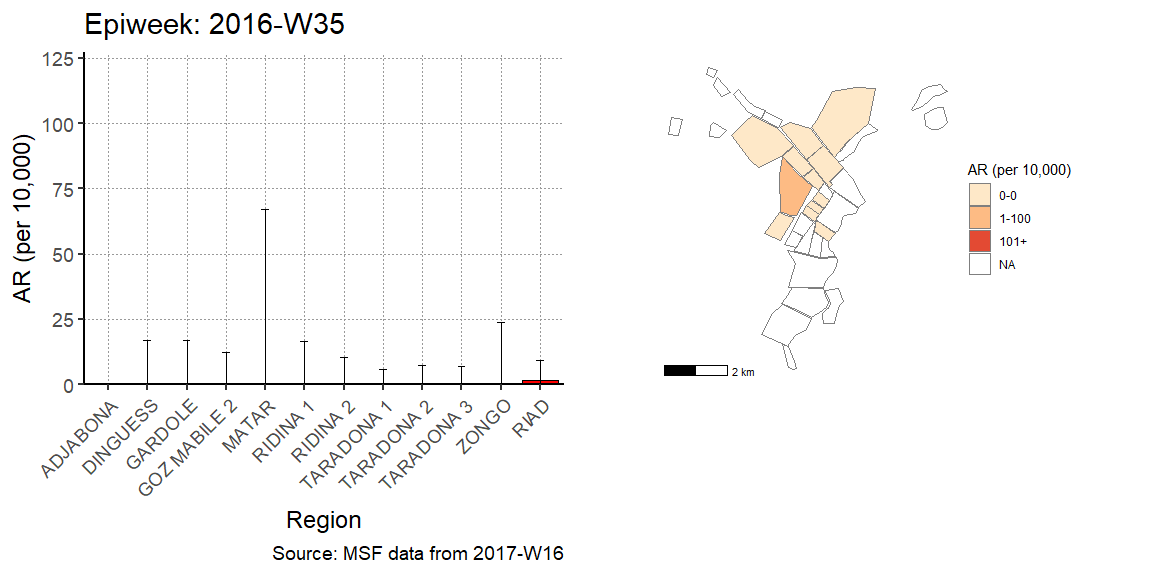 Epiweek: 2016-W35
AR (per 10,000)
125
100
75
50
25
0
ADJABONA
DINGUESS
GARDOLE
GOZ MABILE 2
MATAR
RIDINA 1
RIDINA 2
TARADONA 1
TARADONA 2
TARADONA 3
ZONGO
RIAD
Region
Source: MSF data from 2017-W16
AR (per 10,000)
0-0
1-100
101+
NA
2 km